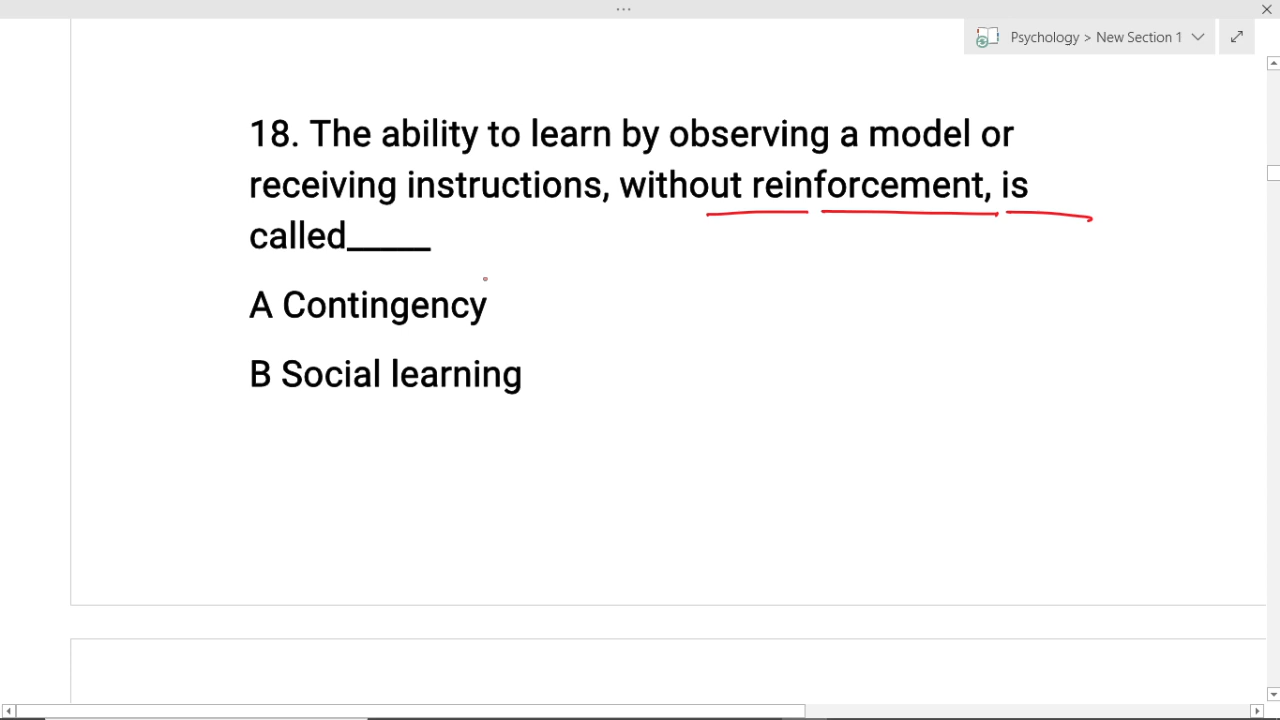 Psychology > New Section 1
18. The ability to learn by observing a model or
receiving instructions, without reinforcement, is
called_____
A Contingency
B Social learning